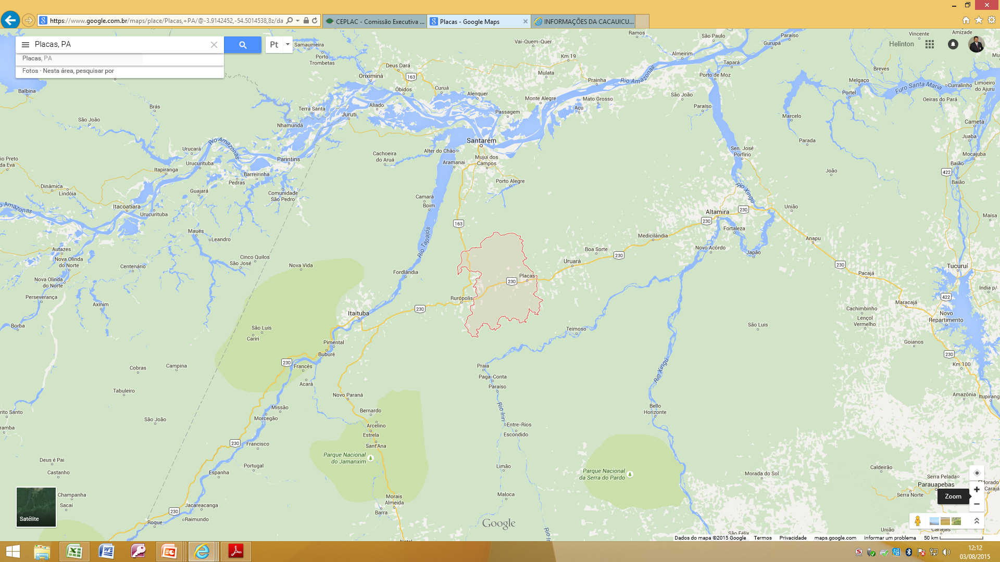 https://www.google.com.br/maps/place/Placas,+PA/@-3.9142452,-54.5014538,8z/da
CEPLAC - Comissão Executiva ...
Placas - Google Maps
INFORMAÇÕES DA CACAUICU...
Placas, PA
Pt
Helinton
Placas, PA
Fotos · Nesta área, pesquisar por
Ramos
São Paulo
Paraíso
Vicente
Amizade
Xingu
Vai-Quem-Quer
Gurupa
Samaumeira
Porto
Trombetas
Km 19
Almeirim
Tapará
Deus Dará
163
Mulata
Breves
Oriximiná
Prainha
Rio Amazonas
Porto de Moz
Melgaço
Curralinho
Limoeiro
do Ajuru
Furo Santa Maria
Balbina
Óbidos
Curuá
Alenquer
Monte Alegre
Mato Grosso
São João
Portel
Oeiras do Pará
Brás
Aliado
Açu
Paraíso
Terra Santa
Juruti
Passagem
Marcelo
São João
Nhamundá
Cametá
Rio Amazonas
Santarém
Parada
Juaba
Urucará
Alter do Chão
Sen. José
Porfírio
Mocajuba
io Preto
da Eva
Urucurituba
Parintins
Cachoeira
do Aruá
Aramanai
Mujuí dos
Campos
Baião
Itapiranga
Barreirinha
João
422
Dinâmica
Pedras
Porto Alegre
Baião
Lindóia
Guajará
Comunidade
São Pedro
Camará
Rio Xingu
Boim
Itacoatiara
Urucurituba
Altamira
230
União
o Amazonas
163
230
Fortaleza
Maísa
Maués
Leandro
Rio Tapajós
Medicilândia
Anapu
Autazes
Boa Sorte
Novo Acôrdo
Nova Olinda
do Norte
Cinco Quilos
São José
230
Japão
Centenário
Nova Vida
Uruará
230
Tucuruí
Fordlândia
Placas
Pacajá
Nova Olinda
do Norte
230
Índia p/
Perseverança
Axinim
Rurópolis
422
Maracajá
230
Itaituba
Cachimbinho
Novo
Repartimento
Borba
São Luís
Teimoso
São Luís
Lençol
Vermelho
Cariri
Pimental
Goianos
Buburé
230
230
Cobras
Campina
Francês
Praia
Rio Xingú
Km 100
Paga-Conta
Acará
Paraíso
Tabuleiro
Novo Paraná
Amazônia
Itupirang
rito Santo
Missão
Bernardo
Rio Iriri
Bello
Horizonte
São João
Morcegão
ramba
Arcelino
Entre-Rios
Estrela
Escondido
230
Francisco
Sant'Ana
Deus é Pai
Parque Nacional
do Jamanxim
Portugal
Limão
Castanho
Espanha
Parque Nacional
da Serra do Pardo
Morada do Sol
Caldeirão
Serra Pelada
Eldorado
Carajá
Parauapebas
Champanha
Morais
Almeida
Maloca
Serra Norte
Zoom
Sacaí
Jacareacanga
230
Barra
Satélite
Roque
Raimundo
Google
Rio Ir
São Félix
União
Carajás
Natal
Dados do mapa ©2015 Google
Termos
Privacidade
maps.google.com
Informar um problema
50 km
12:12
03/08/2015